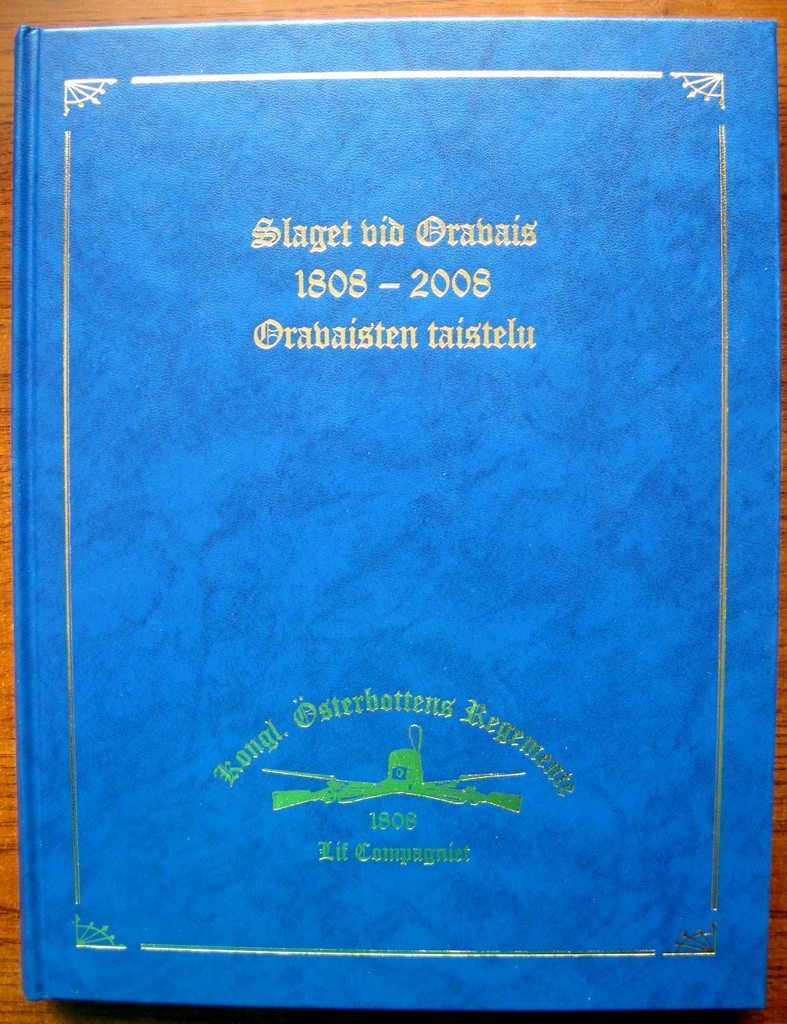 Slaget vid Oravais
1808 – 2008
Oravaisten taistelu
Kongl. Österbottens Regemente
1808
Lif Compagniet